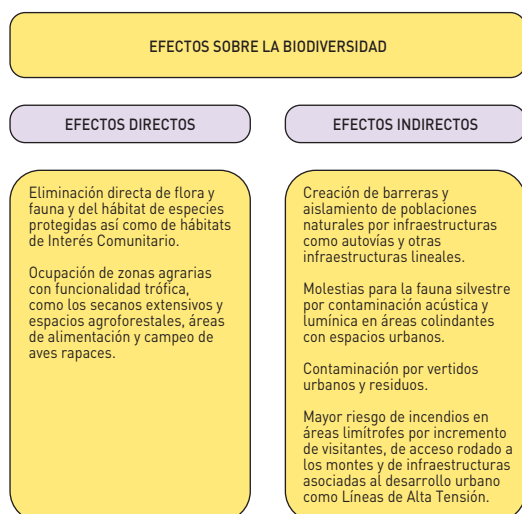 EFECTOS SOBRE LA BIODIVERSIDAD
EFECTOS DIRECTOS
Eliminación directa de flora y
fauna y del hábitat de especies
protegidas así como de hábitats
de Interés Comunitario.
Ocupación de zonas agrarias
con funcionalidad trófica,
como los secanos extensivos y
espacios agroforestales, áreas
de alimentación y campeo de
aves rapaces.
EFECTOS INDIRECTOS
Creación de barreras y
aislamiento de poblaciones
naturales por infraestructuras
como autovías y otras
infraestructuras lineales.
Molestias para la fauna silvestre
por contaminación acústica y
lumínica en áreas colindantes
con espacios urbanos.
Contaminación por vertidos
urbanos y residuos.
Mayor riesgo de incendios en
áreas limítrofes por incremento
de visitantes, de acceso rodado a
los montes y de infraestructuras
asociadas al desarrollo urbano
como Líneas de Alta Tensión.